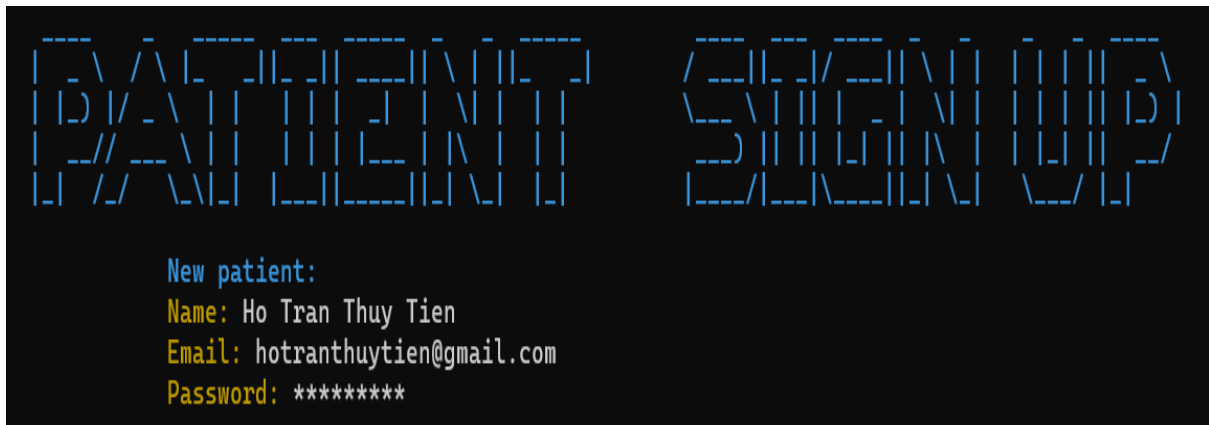 PATIENT SIGN UP
New patient:
Name: Ho Tran Thuy Tien
Email: hotranthuytien@gmail.com
Password: *********